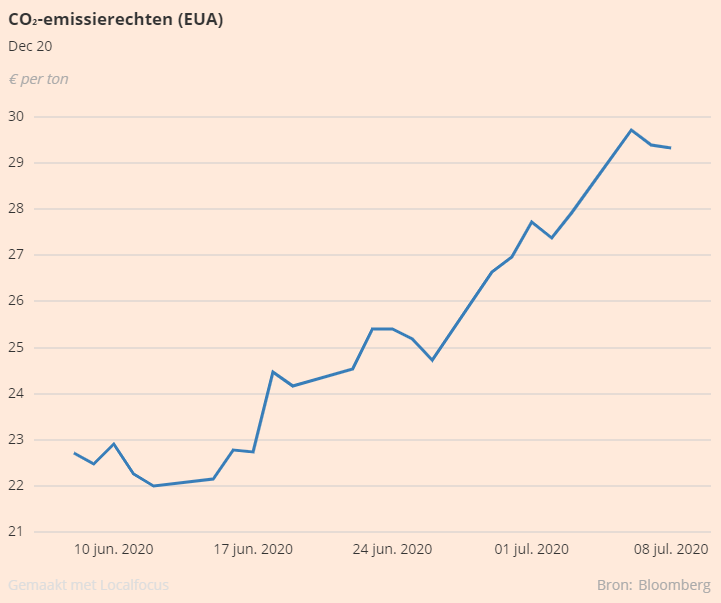 CO₂-emissierechten (EUA)
Dec 20
€ per ton
30
29
28
27
26
25
24
23
22
21
10 jun. 2020 17 jun. 2020 24 jun. 2020 01 jul. 2020 08 jul. 2020
Gemaakt met Localfocus Bron: Bloomberg